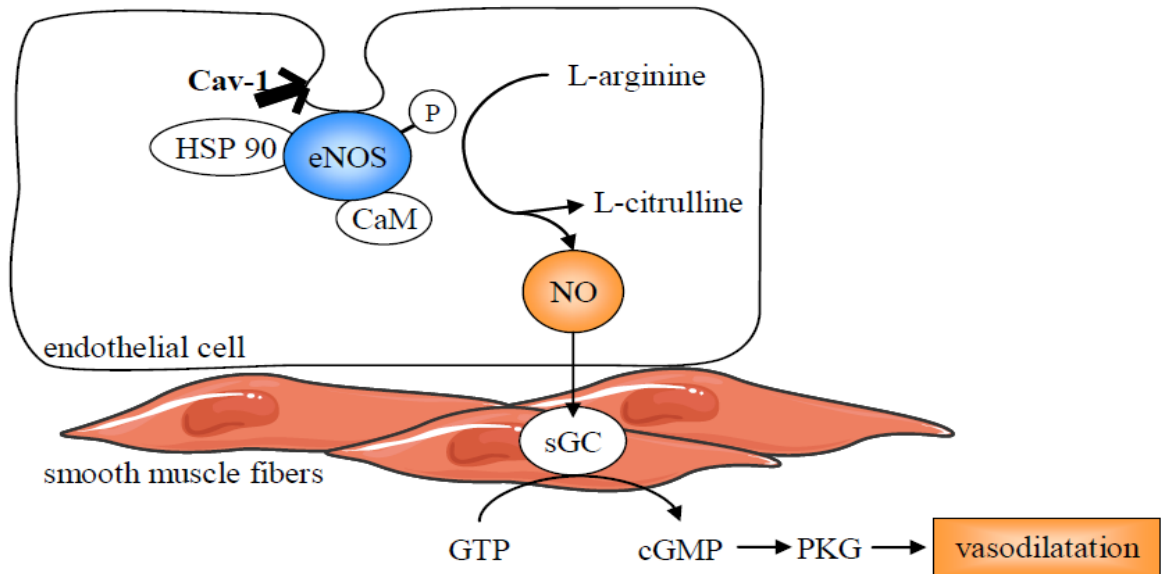 Cav-1
L-arginine
P
HSP 90
eNOS
CaM
L-citrulline
NO
endothelial cell
sGC
smooth muscle fibers
GTP
cGMP
PKG
vasodilatation